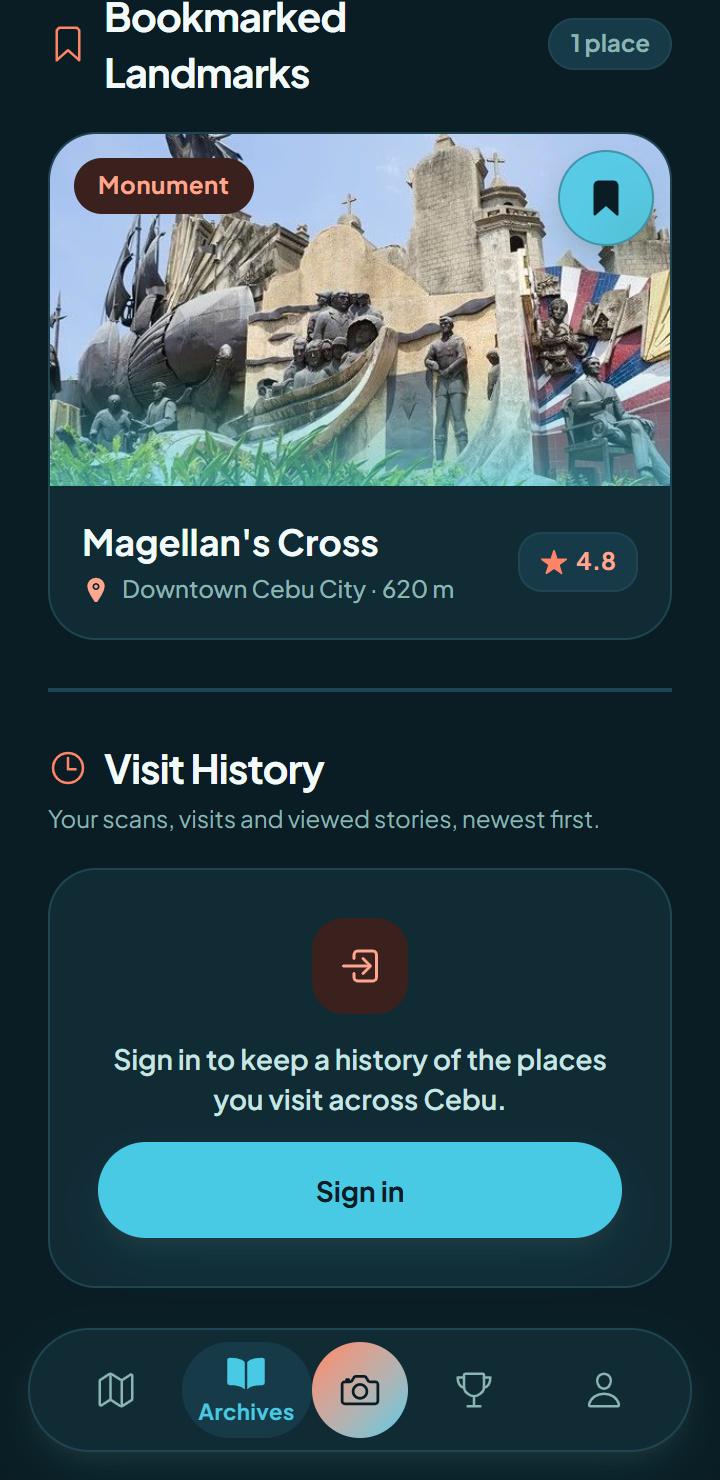 Bookmarked
Landmarks
1 place
Monument
Magellan's Cross
4.8
Downtown Cebu City · 620 m
Visit History
Your scans, visits and viewed stories, newest first.
Sign in to keep a history of the places
you visit across Cebu.
Sign in
Archives